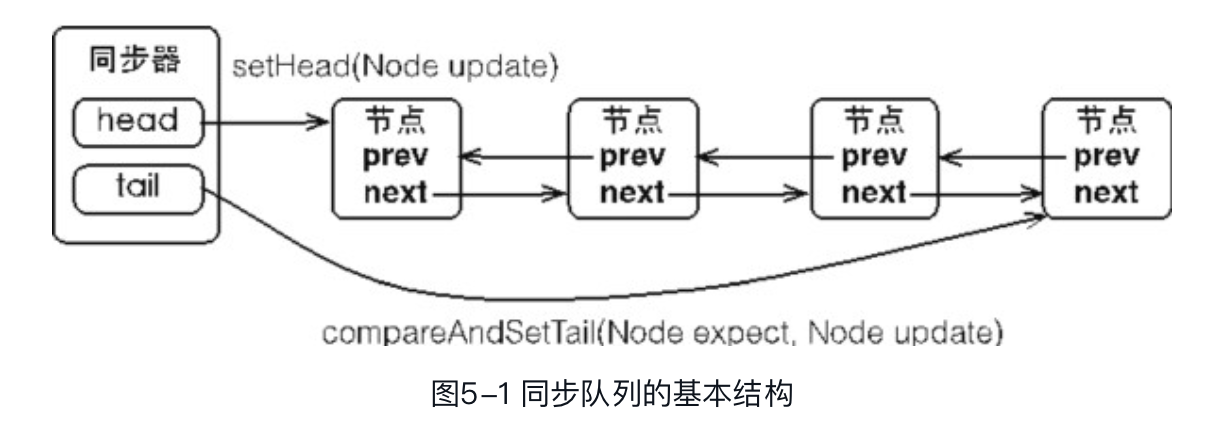 同步器
setHead(Node update)
head
tail
节点
prev
next
节点
prev
next
节点
prev
next
节点
prev
next
compareAndSetTail(Node expect, Node update)
图5-1 同步队列的基本结构